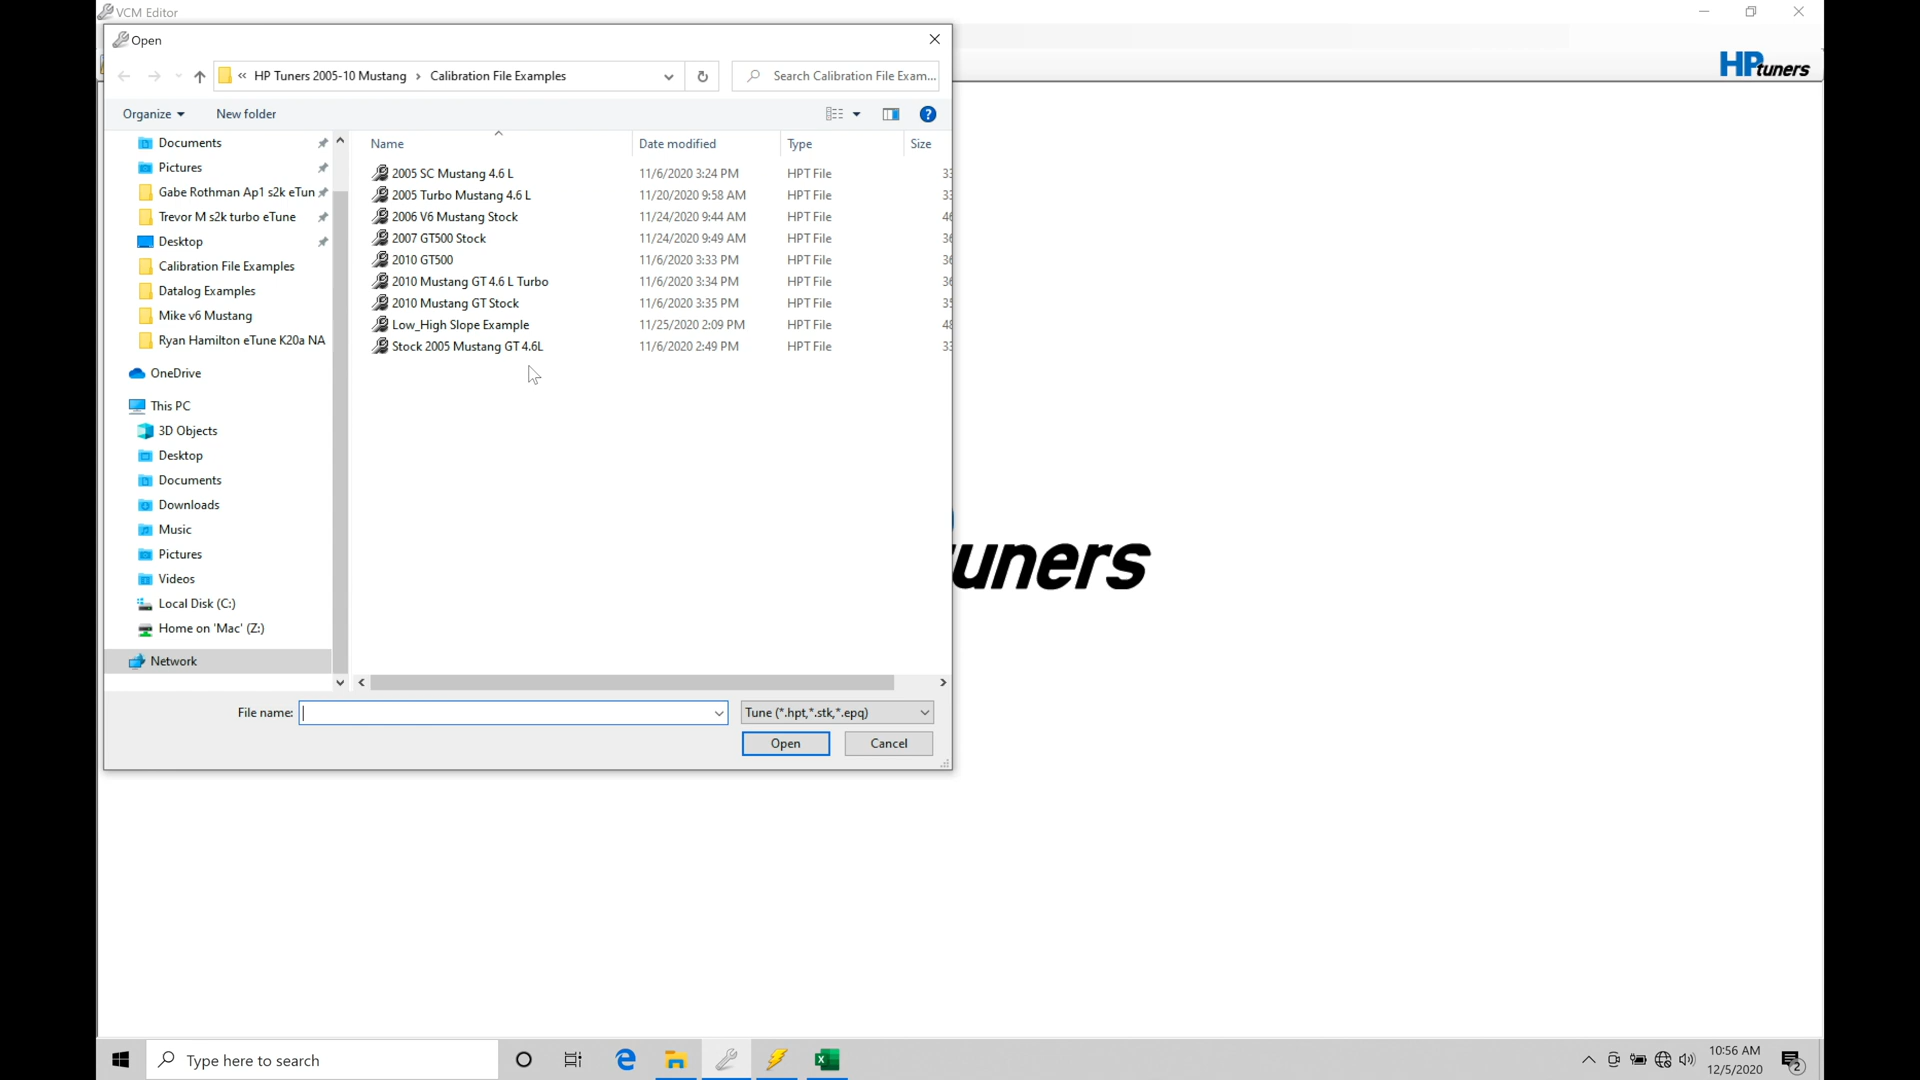 VCM Editor
Open
« HP Tuners 2005-10 Mustang › Calibration File Examples
Search Calibration File Exam...
HPtuners
Organize
New folder
Documents
Pictures
Gabe Rothman Ap1 s2k eTun
Trevor M s2k turbo eTune
Desktop
Calibration File Examples
Datalog Examples
Mike v6 Mustang
Ryan Hamilton eTune K20a NA
OneDrive
This PC
3D Objects
Desktop
Documents
Downloads
Music
Pictures
Videos
Local Disk (C:)
Home on 'Mac' (Z:)
Network
Name Date modified Type Size
2005 SC Mustang 4.6 L 11/6/2020 3:24 PM HPT File 33
2005 Turbo Mustang 4.6 L 11/20/2020 9:58 AM HPT File 33
2006 V6 Mustang Stock 11/24/2020 9:44 AM HPT File 46
2007 GT500 Stock 11/24/2020 9:49 AM HPT File 36
2010 GT500 11/6/2020 3:33 PM HPT File 36
2010 Mustang GT 4.6 L Turbo 11/6/2020 3:34 PM HPT File 36
2010 Mustang GT Stock 11/6/2020 3:35 PM HPT File 35
Low_High Slope Example 11/25/2020 2:09 PM HPT File 48
Stock 2005 Mustang GT 4.6L 11/6/2020 2:49 PM HPT File 33
uners
File name:
Tune (*.hpt,*.stk,*.epq)
Open
Cancel
Type here to search
10:56 AM
12/5/2020
2